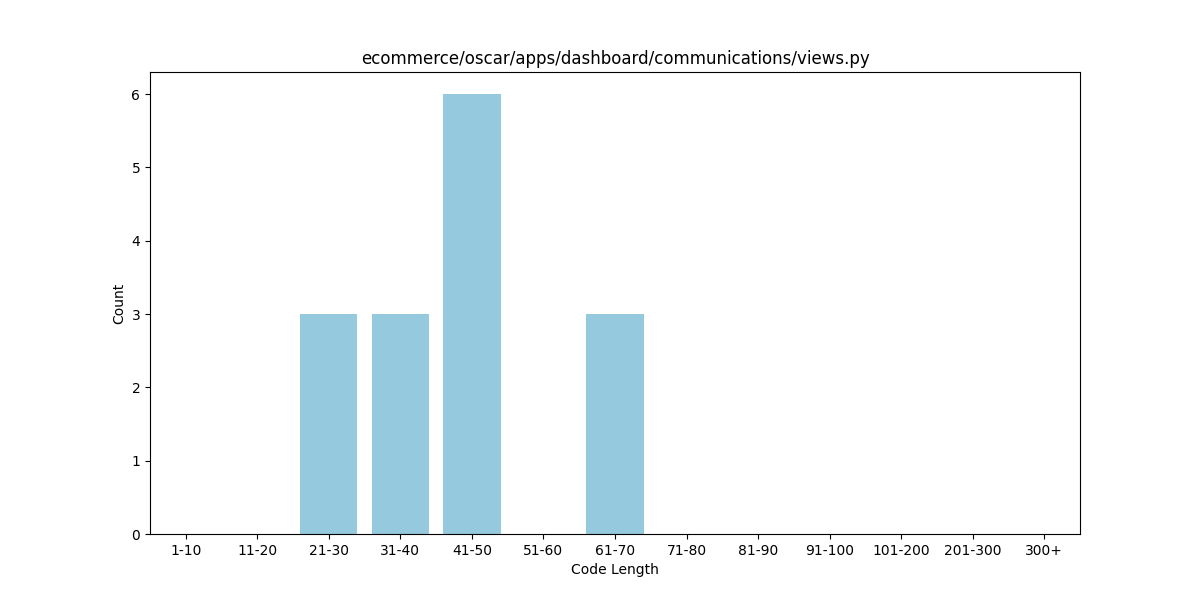 ecommerce/oscar/apps/dashboard/communications/views.py
6
5
4
3
2
1
0
Count
1-10 11-20 21-30 31-40 41-50 51-60 61-70 71-80 81-90 91-100 101-200 201-300 300+
Code Length